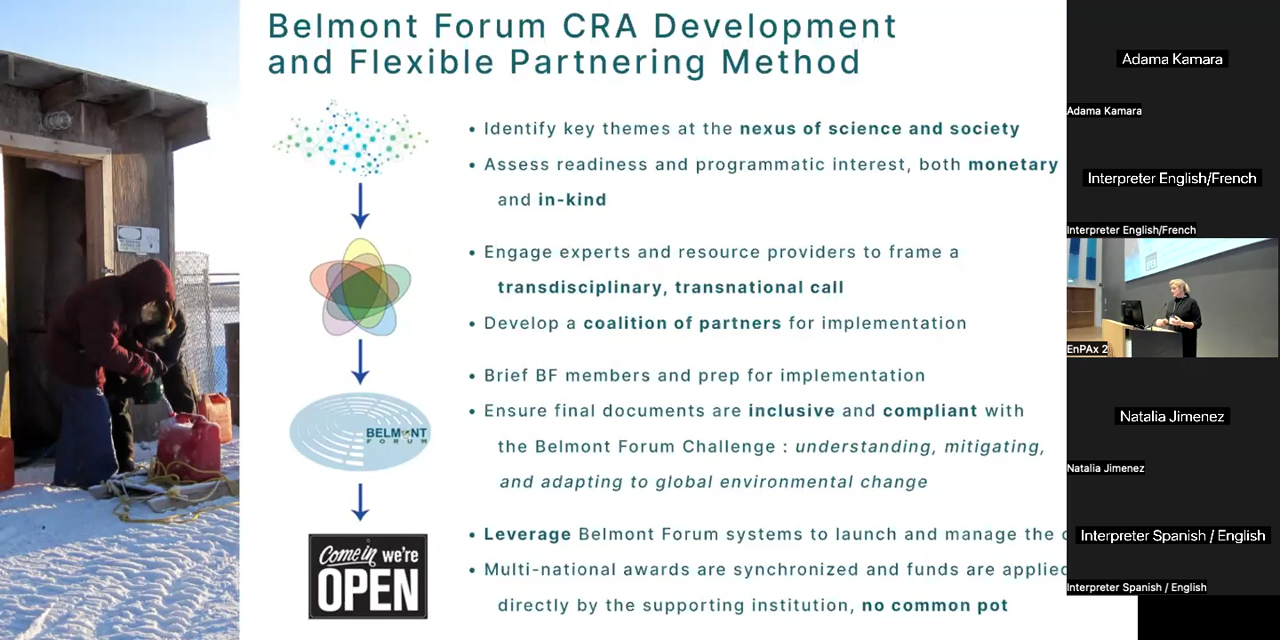 Belmont Forum CRA Development
and Flexible Partnering Method
• Identify key themes at the nexus of science and society
• Assess readiness and programmatic interest, both monetary
and in-kind
• Engage experts and resource providers to frame a
transdisciplinary, transnational call
• Develop a coalition of partners for implementation
• Brief BF members and prep for implementation
• Ensure final documents are inclusive and compliant with
the Belmont Forum Challenge : understanding, mitigating,
and adapting to global environmental change
• Leverage Belmont Forum systems to launch and manage the
• Multi-national awards are synchronized and funds are applied
directly by the supporting institution, no common pot
BELMONT
FORUM
Come in we're
OPEN
Adama Kamara
Adama Kamara
Interpreter English/French
Interpreter English/French
EnPAx 2
Natalia Jimenez
Natalia Jimenez
Interpreter Spanish / English
Interpreter Spanish / English